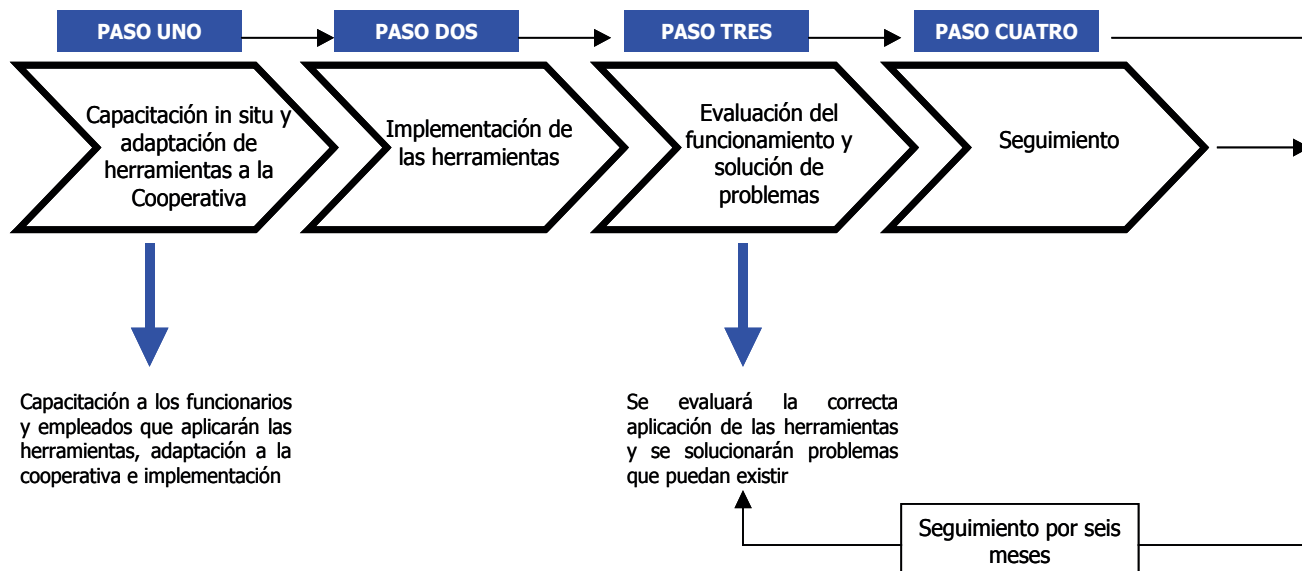 PASO UNO
PASO DOS
PASO TRES
PASO CUATRO
Capacitación in situ y
adaptación de
herramientas a la
Cooperativa
Implementación de
las herramientas
Evaluación del
funcionamiento y
solución de
problemas
Seguimiento
Capacitación a los funcionarios
y empleados que aplicarán las
herramientas, adaptación a la
cooperativa e implementación
Se evaluará la correcta
aplicación de las herramientas
y se solucionarán problemas
que puedan existir
Seguimiento por seis
meses